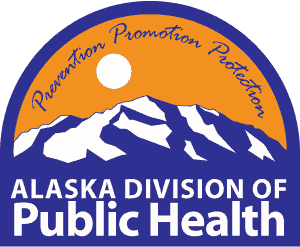 Prevention Promotion Protection
ALASKA DIVISION OF
Public Health